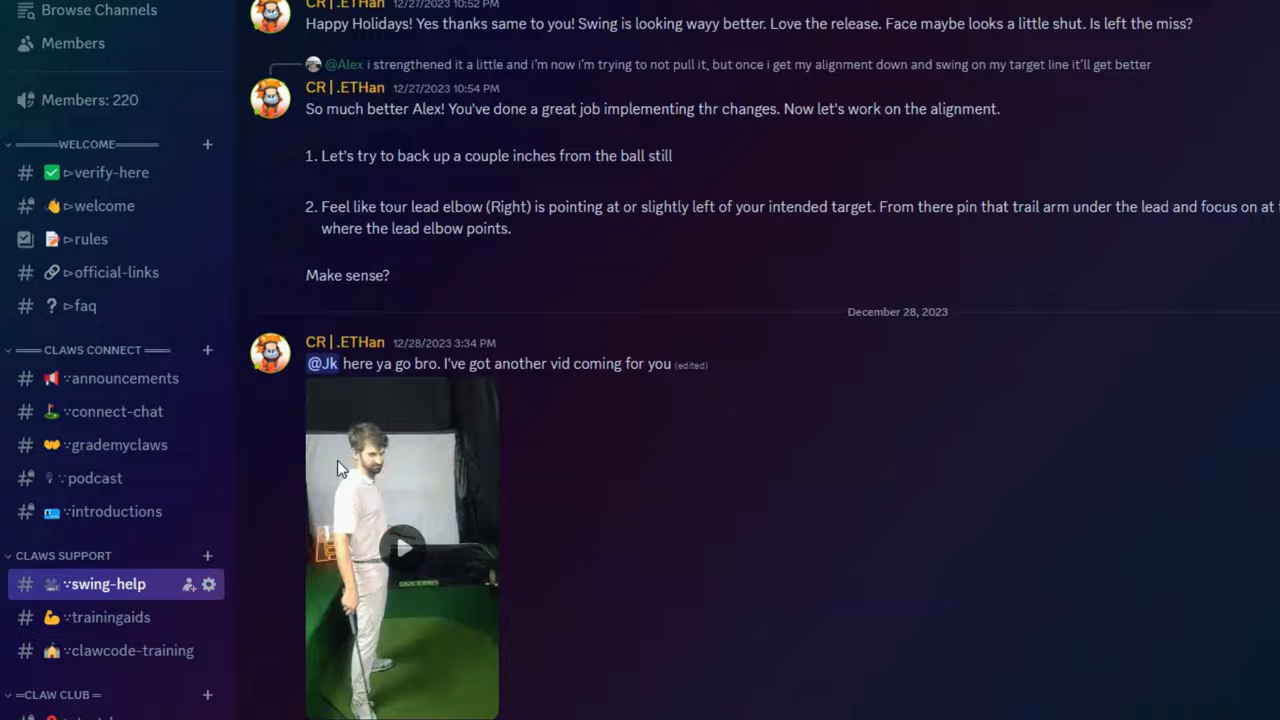 Browse Channels
Members
Members: 220
WELCOME
verify-here
welcome
rules
official-links
faq
CLAWS CONNECT
announcements
connect-chat
grademyclaws
podcast
introductions
CLAWS SUPPORT
swing-help
trainingaids
clawcode-training
=CLAW CLUB =
CR | .ETHan 12/27/2023 10:52 PM
Happy Holidays! Yes thanks same to you! Swing is looking wayy better. Love the release. Face maybe looks a little shut. Is left the miss?
@Alex i strengthened it a little and i'm now i'm trying to not pull it, but once i get my alignment down and swing on my target line it'll get better
CR | .ETHan 12/27/2023 10:54 PM
So much better Alex! You've done a great job implementing thr changes. Now let's work on the alignment.
1. Let's try to back up a couple inches from the ball still
2. Feel like tour lead elbow (Right) is pointing at or slightly left of your intended target. From there pin that trail arm under the lead and focus on at
where the lead elbow points.
Make sense?
December 28, 2023
CR | .ETHan 12/28/2023 3:34 PM
@Jk here ya go bro. I've got another vid coming for you (edited)